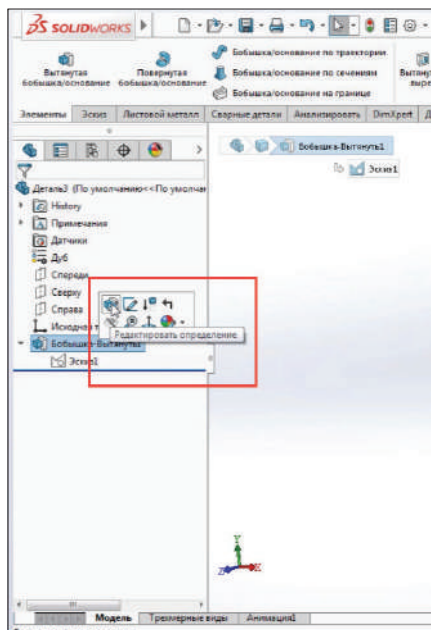 SOLIDWORKS
Вытянутая бобышка/основание
Повернутая бобышка/основание
Бобышка/основание по траектории
Бобышка/основание по сечениям
Бобышка/основание на границе
Элементы Эскиз Листовой металл Сварные детали Анализировать DimXpert
Деталь3 (По умолчанию<<По умолчан
History
Примечания
Датчики
Дуб
Спереди
Сверху
Справа
Исходная т
Редактировать определение
Бобышка-Вытянуть1
Эскиз1
Бобышка-Вытянуть1
Эскиз1
Y
Z X
Модель Трехмерные виды Анимация1